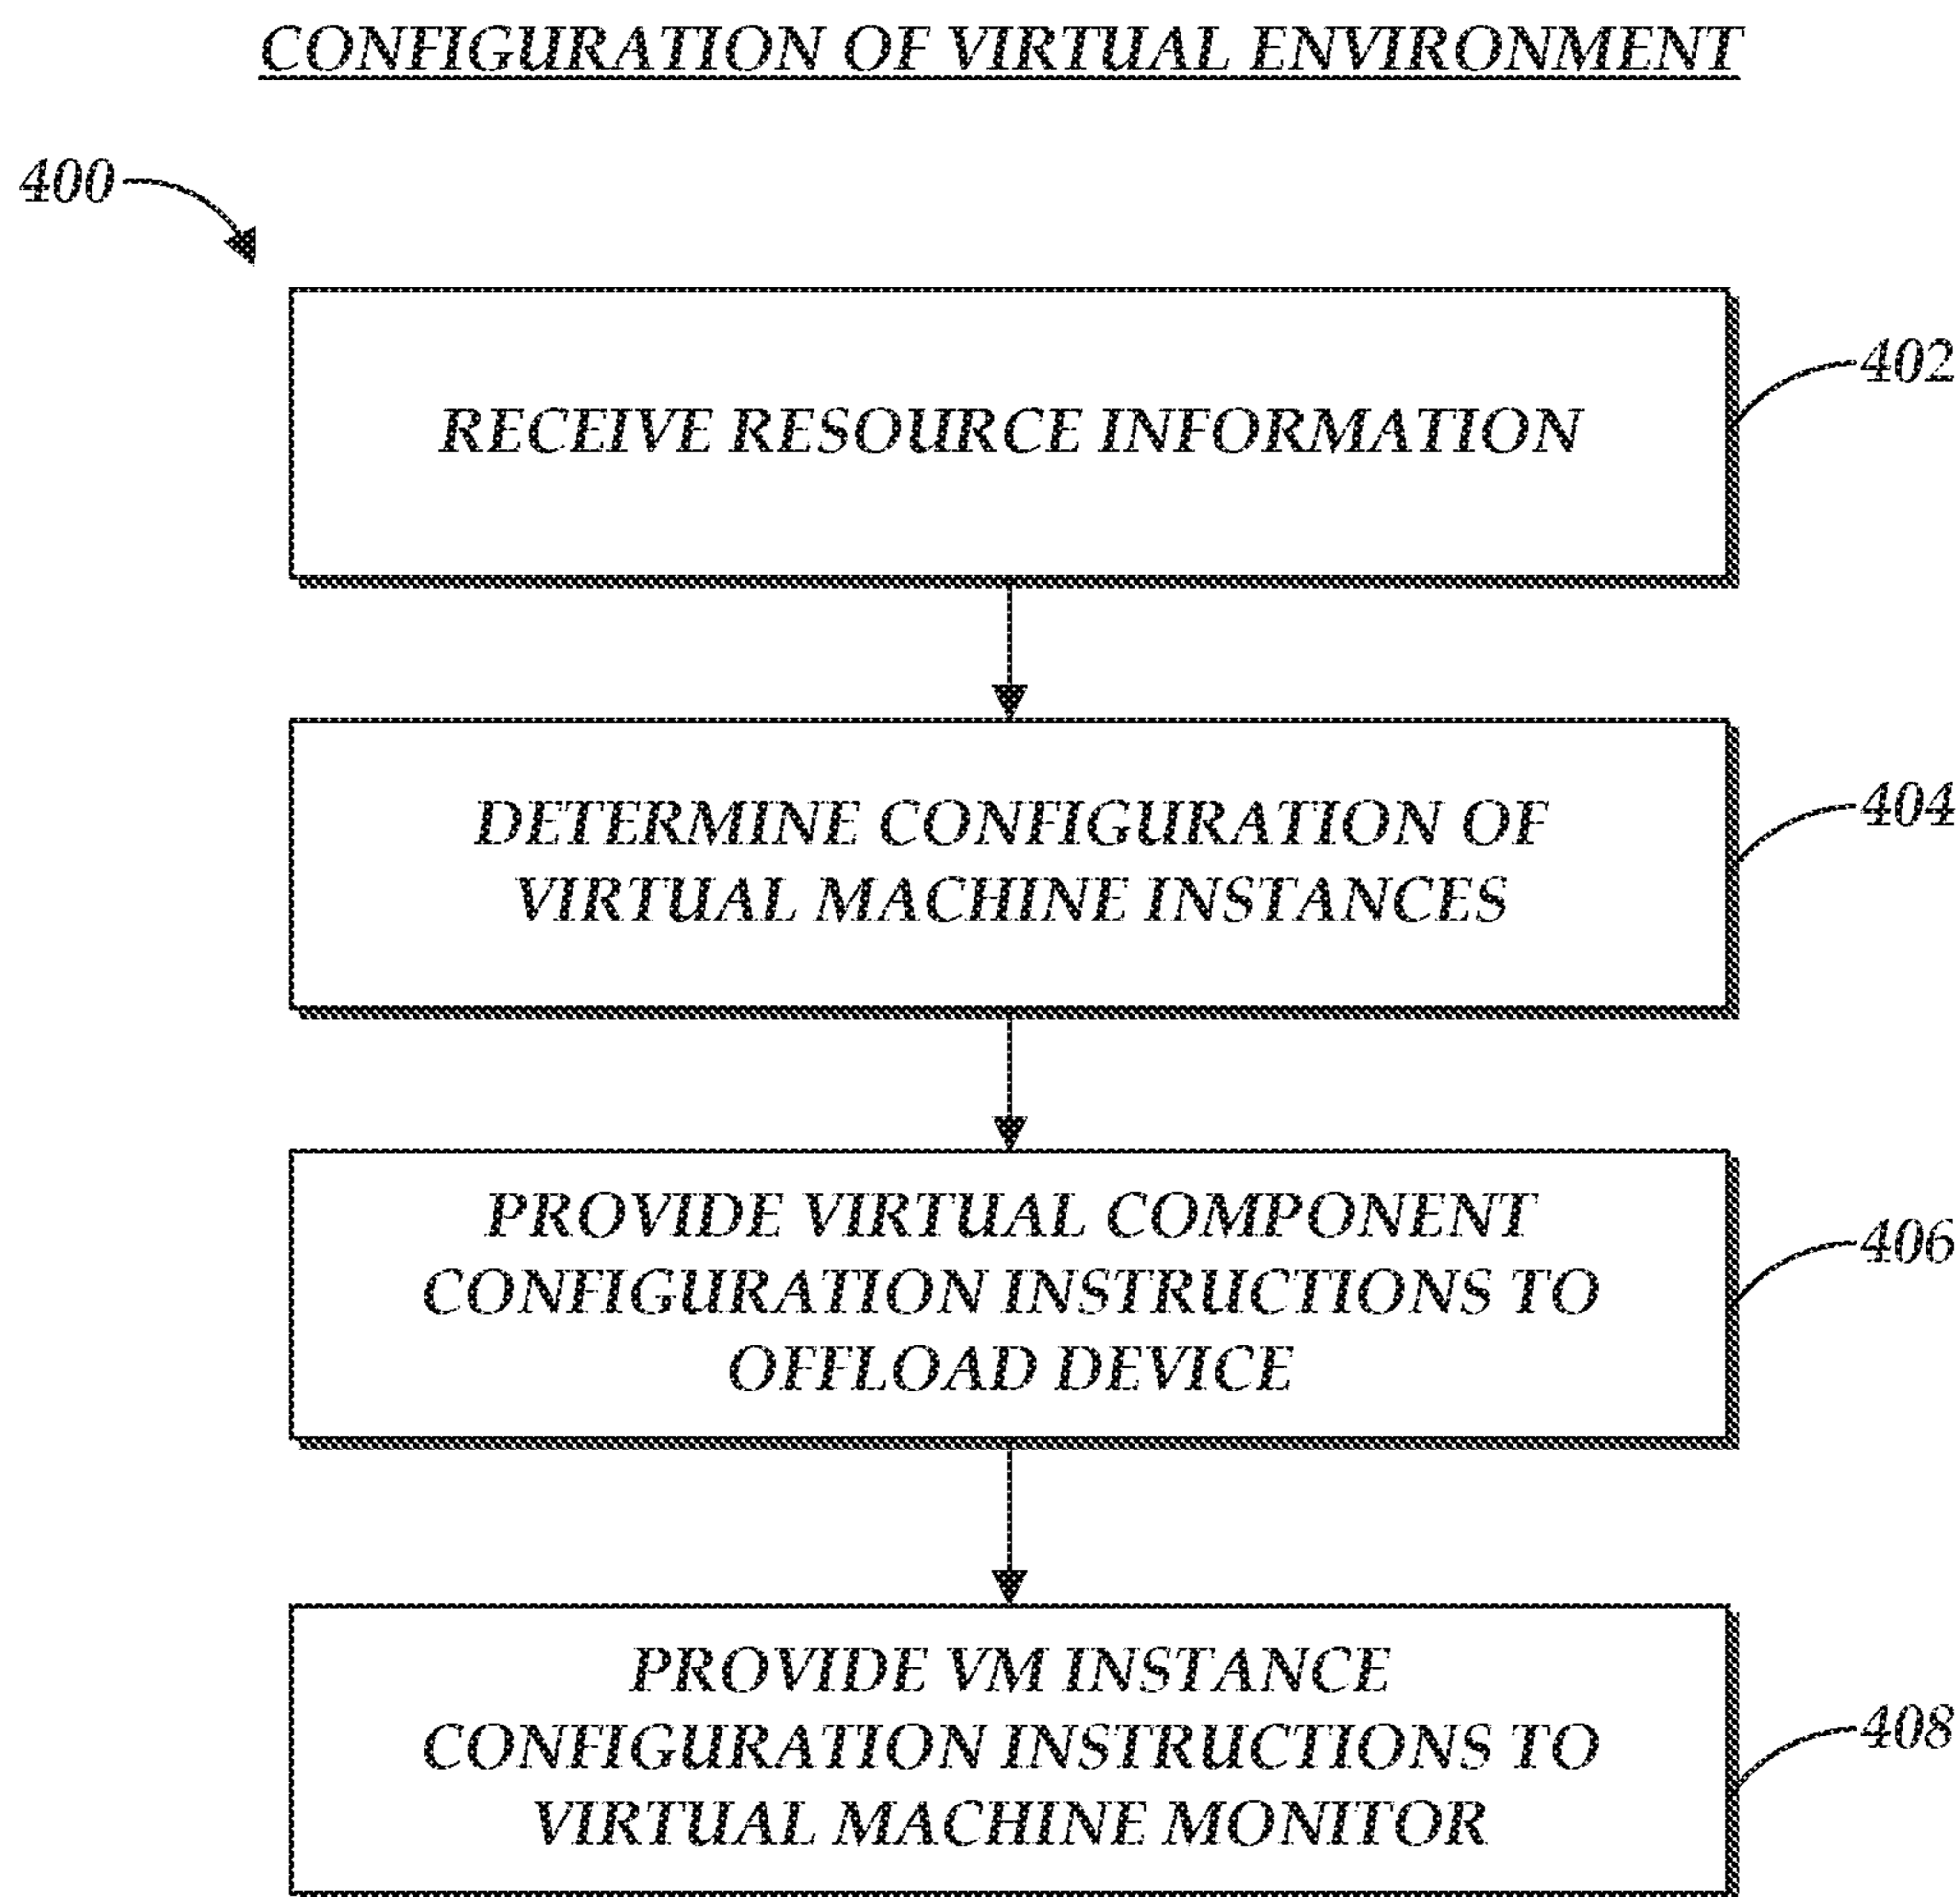 CONFIGURATION OF VIRTUAL ENVIRONMENT
400
RECEIVE RESOURCE INFORMATION
402
DETERMINE CONFIGURATION OF
VIRTUAL MACHINE INSTANCES
404
PROVIDE VIRTUAL COMPONENT
CONFIGURATION INSTRUCTIONS TO
OFFLOAD DEVICE
406
PROVIDE VM INSTANCE
CONFIGURATION INSTRUCTIONS TO
VIRTUAL MACHINE MONITOR
408